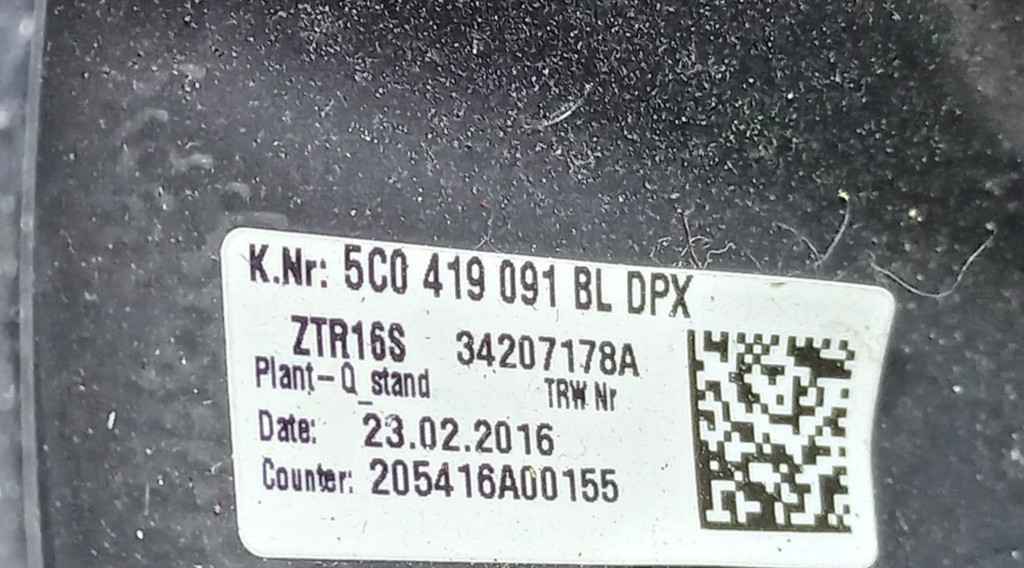 K.Nr: 5C0 419 091 BL DPX
ZTR16S 34207178A
Plant-Q_stand TRW Nr
Date: 23.02.2016
Counter: 205416A00155